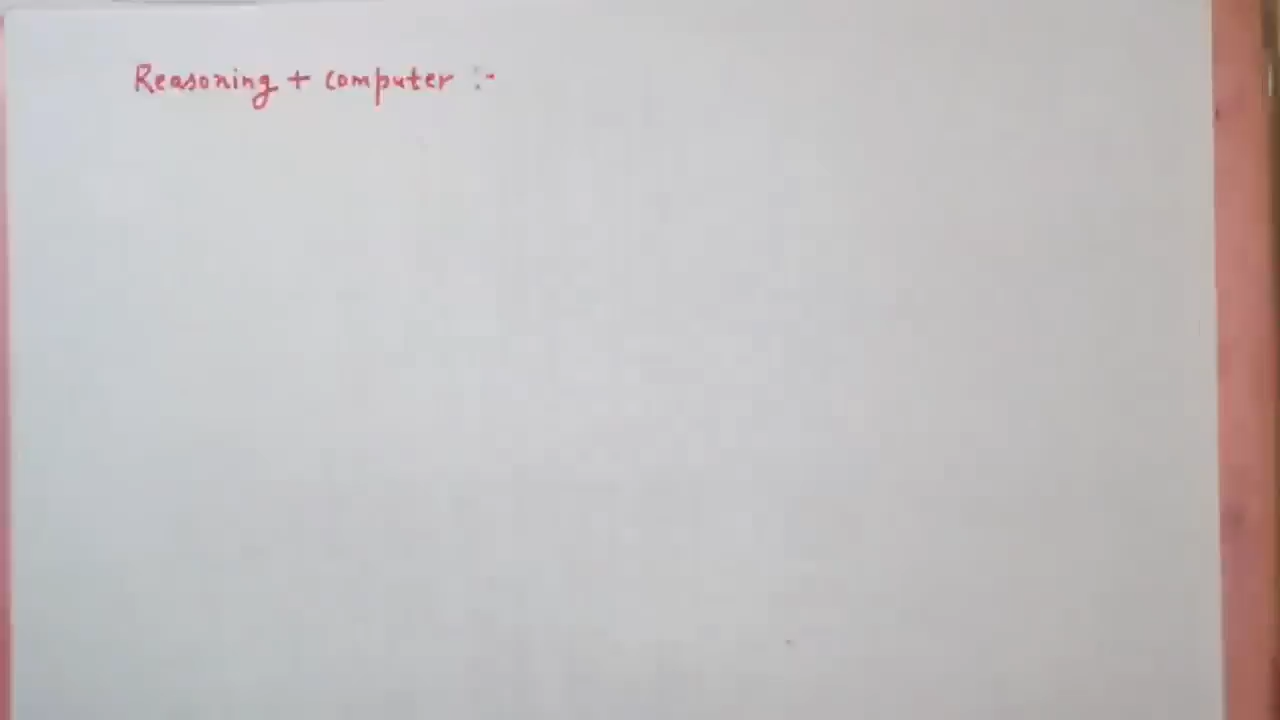 Reasoning + computer :-